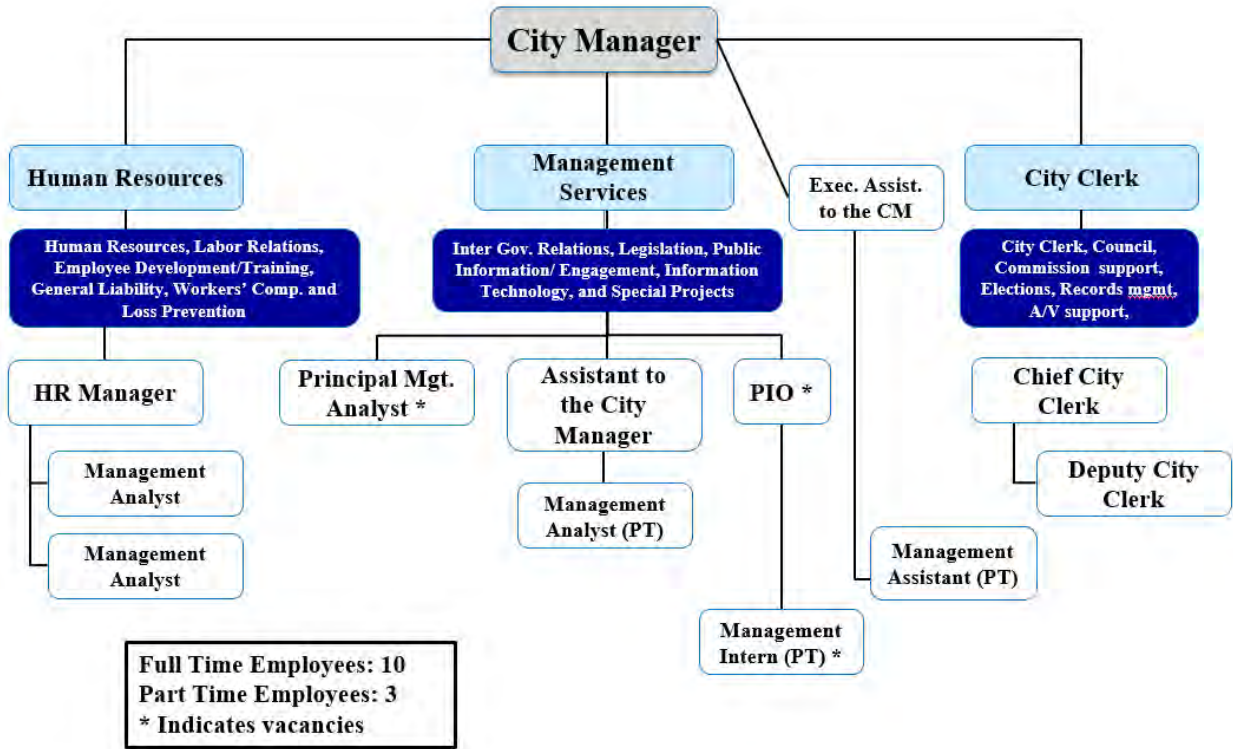 City Manager
Human Resources
Human Resources, Labor Relations,
Employee Development/Training,
General Liability, Workers’ Comp. and
Loss Prevention
HR Manager
Management
Analyst
Management
Analyst
Management
Services
Inter Gov. Relations, Legislation, Public
Information/ Engagement, Information
Technology, and Special Projects
Principal Mgt.
Analyst *
Assistant to
the City
Manager
Management
Analyst (PT)
PIO *
Management
Intern (PT) *
Exec. Assist.
to the CM
Management
Assistant (PT)
City Clerk
City Clerk, Council,
Commission support,
Elections, Records mgmt,
A/V support,
Chief City
Clerk
Deputy City
Clerk
Full Time Employees: 10
Part Time Employees: 3
* Indicates vacancies